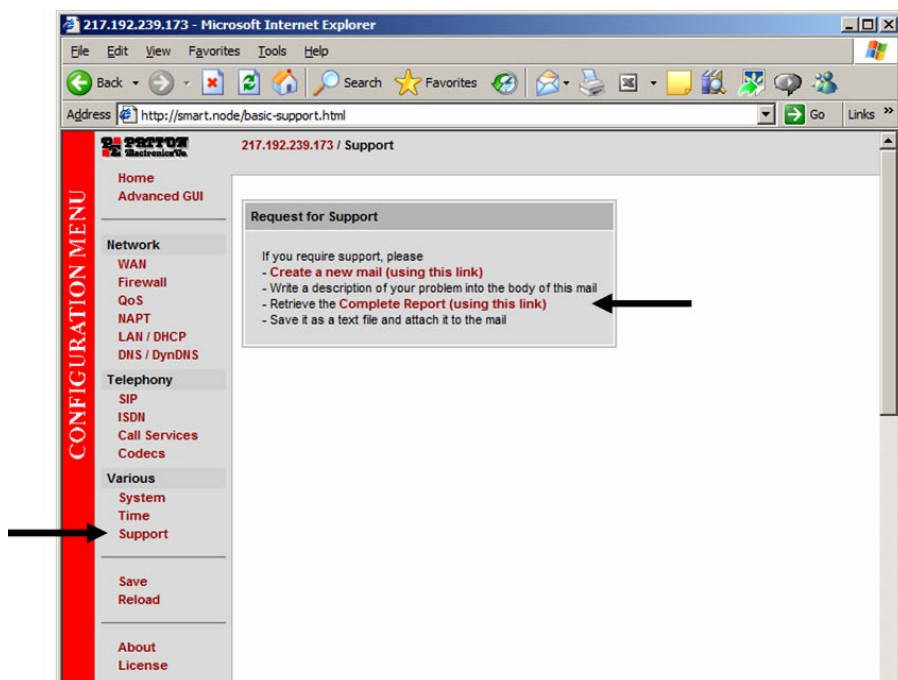 217.192.239.173 - Microsoft Internet Explorer
File Edit View Favorites Tools Help
Back Search Favorites
Address http://smart.node/basic-support.html Go Links »
PATTON
Electronics Co.
217.192.239.173 / Support
CONFIGURATION MENU
Home
Advanced GUI
Network
WAN
Firewall
QoS
NAPT
LAN / DHCP
DNS / DynDNS
Telephony
SIP
ISDN
Call Services
Codecs
Various
System
Time
Support
Save
Reload
About
License
Request for Support
If you require support, please
- Create a new mail (using this link)
- Write a description of your problem into the body of this mail
- Retrieve the Complete Report (using this link)
- Save it as a text file and attach it to the mail